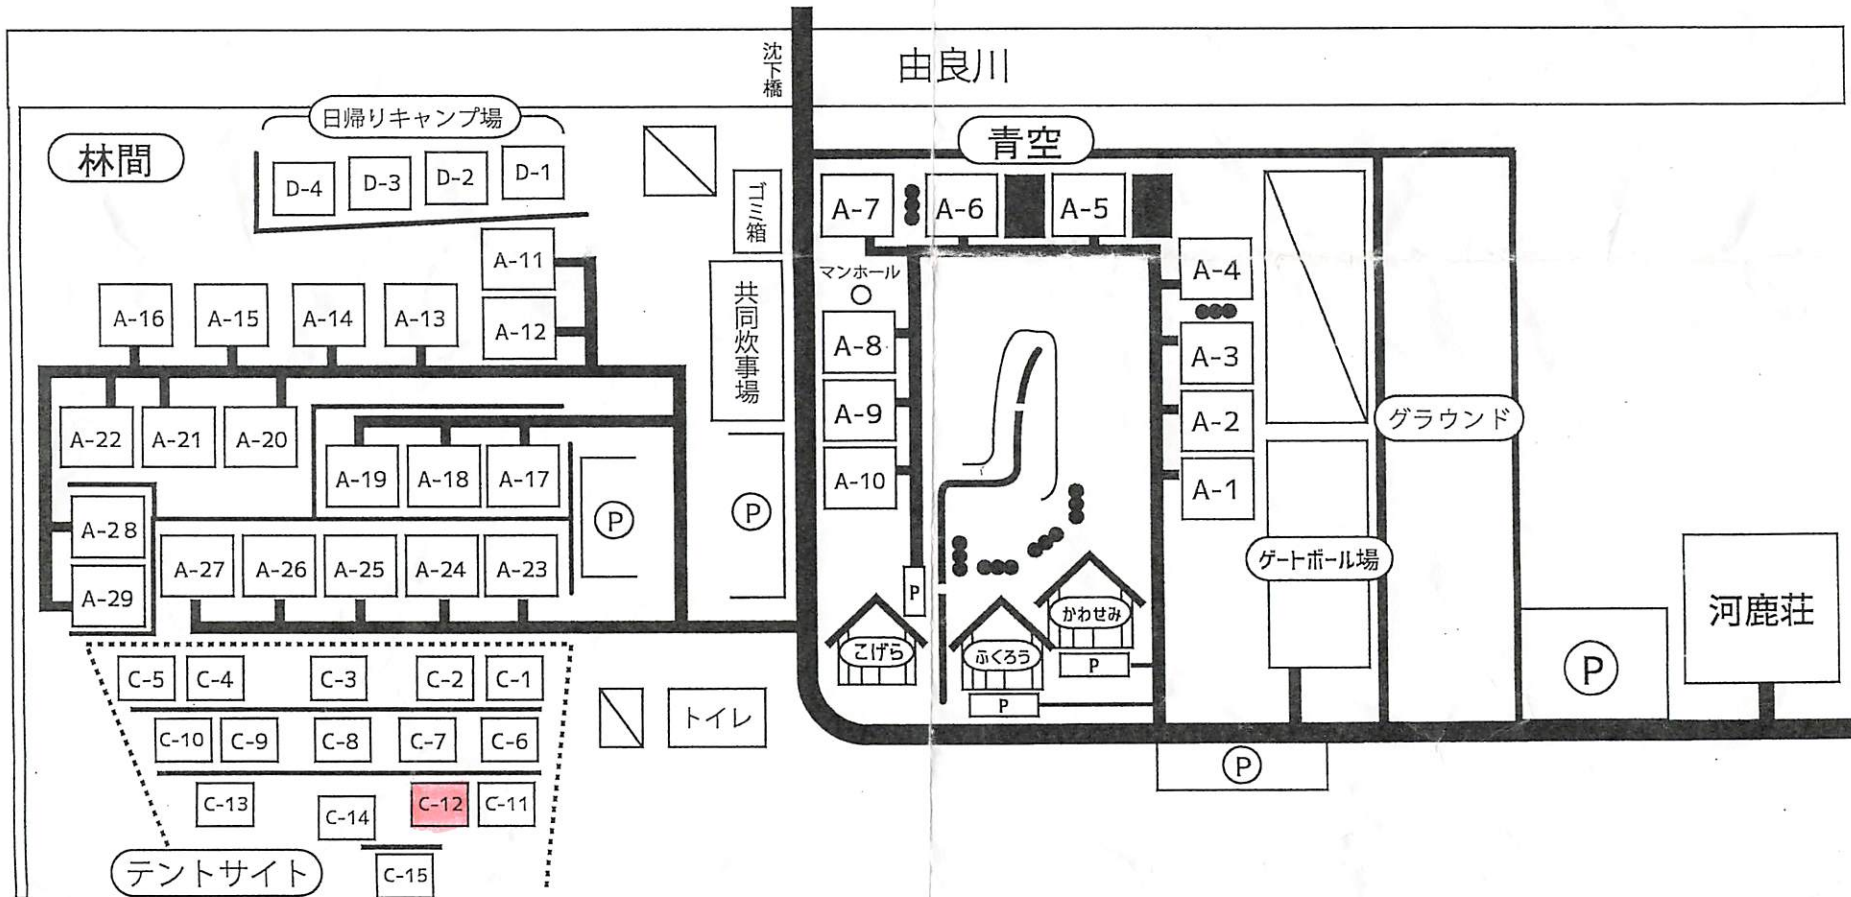 沈下橋
由良川
日帰りキャンプ場
林間
D-4
D-3
D-2
D-1
ゴミ箱
青空
A-7
A-6
A-5
A-11
A-12
A-16
A-15
A-14
A-13
共同炊事場
マンホール
A-8
A-9
A-10
A-4
A-3
A-2
A-1
グラウンド
A-22
A-21
A-20
A-19
A-18
A-17
P
P
A-28
A-29
A-27
A-26
A-25
A-24
A-23
ゲートボール場
P
こげら
ふくろう
P
かわせみ
P
P
河鹿荘
C-5
C-4
C-3
C-2
C-1
C-10
C-9
C-8
C-7
C-6
トイレ
P
C-13
C-14
C-12
C-11
C-15
テントサイト